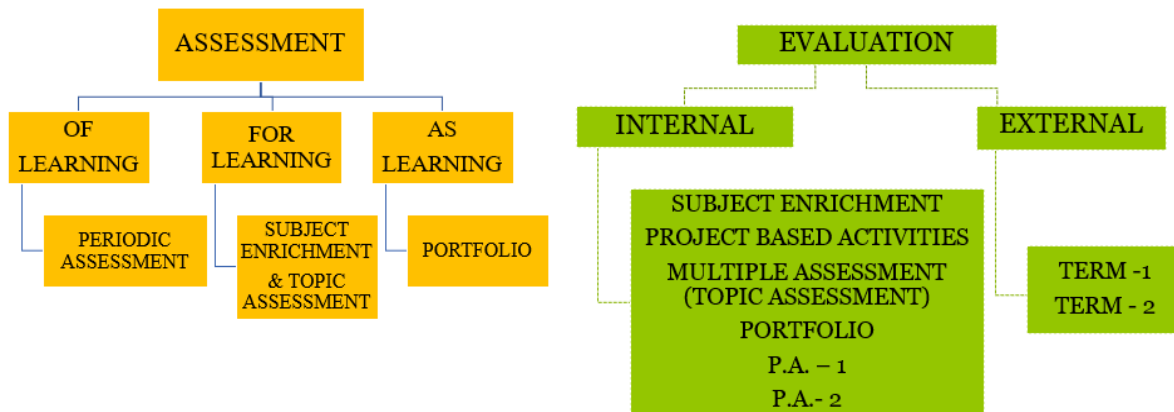 ASSESSMENT
OF
LEARNING
FOR
LEARNING
AS
LEARNING
PERIODIC
ASSESSMENT
SUBJECT
ENRICHMENT
& TOPIC
ASSESSMENT
PORTFOLIO
EVALUATION
INTERNAL
EXTERNAL
SUBJECT ENRICHMENT
PROJECT BASED ACTIVITIES
MULTIPLE ASSESSMENT
(TOPIC ASSESSMENT)
PORTFOLIO
P.A. – 1
P.A.- 2
TERM -1
TERM - 2